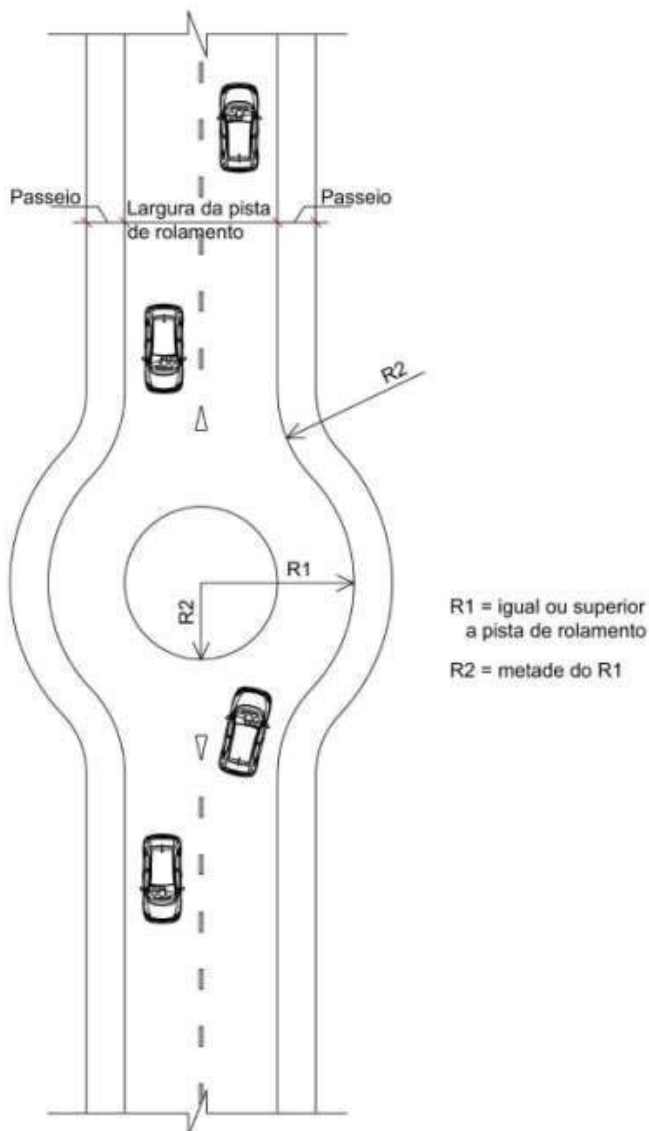 Passeio
Largura da pista
de rolamento
Passeio
R2
R1
R2
R1 = igual ou superior
a pista de rolamento
R2 = metade do R1